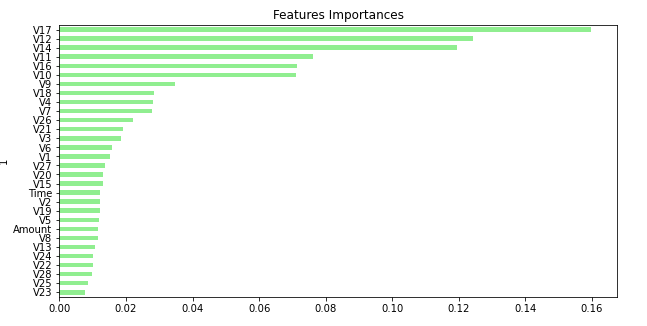 Features Importances
V17
V12
V14
V11
V16
V10
V9
V18
V4
V7
V26
V21
V3
V6
V1
V27
V20
V15
Time
V2
V19
V5
Amount
V8
V13
V24
V22
V28
V25
V23
1
0.00 0.02 0.04 0.06 0.08 0.10 0.12 0.14 0.16